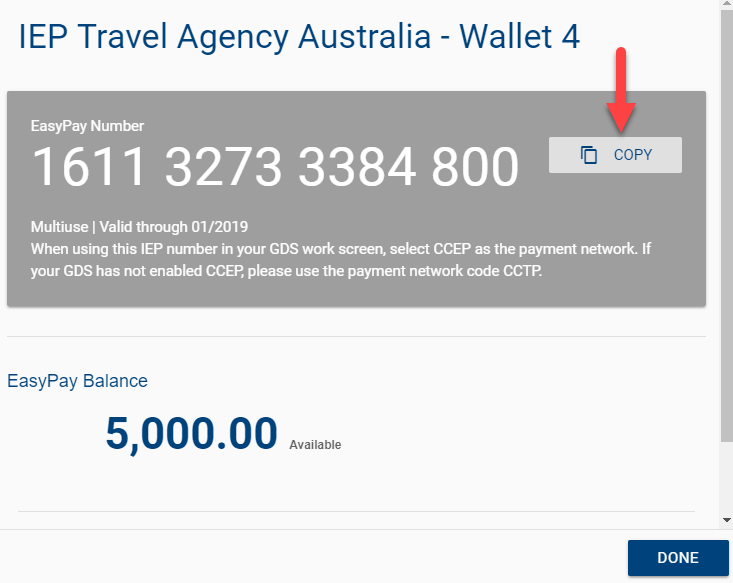 IEP Travel Agency Australia - Wallet 4
EasyPay Number
1611 3273 3384 800
COPY
Multiuse | Valid through 01/2019
When using this IEP number in your GDS work screen, select CCEP as the payment network. If
your GDS has not enabled CCEP, please use the payment network code CCTP.
EasyPay Balance
5,000.00 Available
DONE